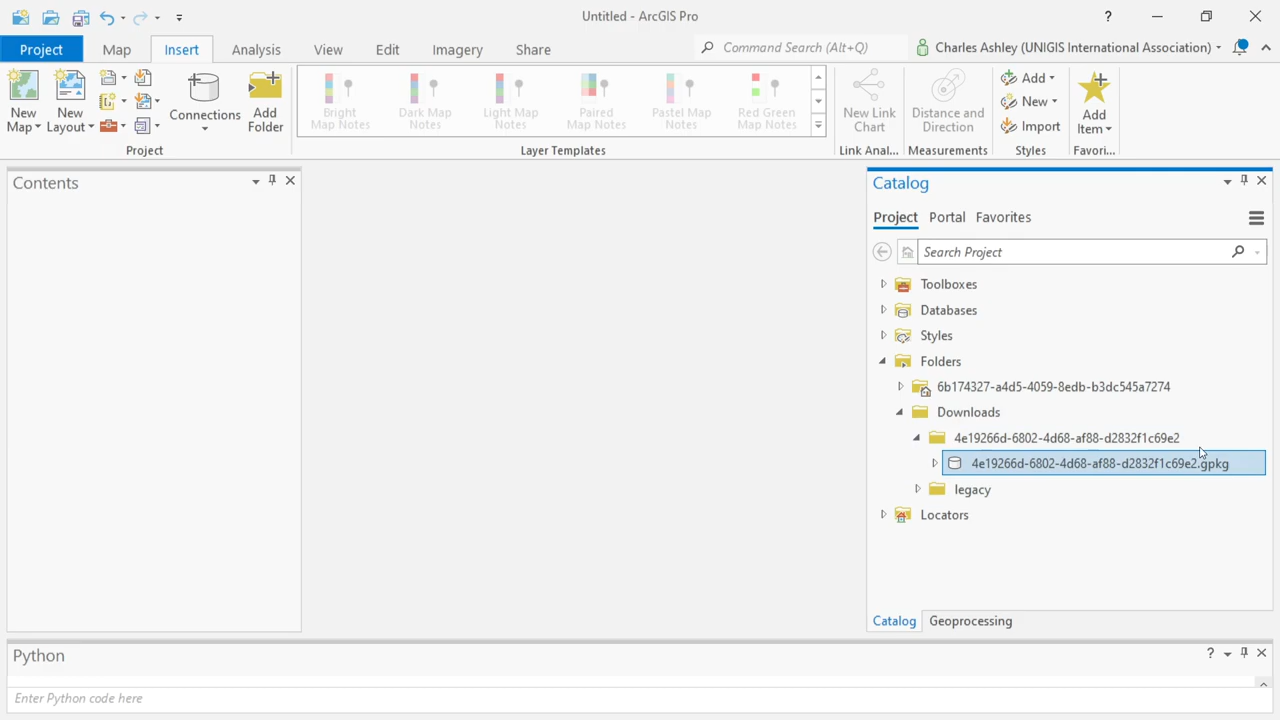 Untitled - ArcGIS Pro
?
Project Map Insert Analysis View Edit Imagery Share
Command Search (Alt+Q)
Charles Ashley (UNIGIS International Association)
New Map
New Layout
Connections
Add Folder
Project
Bright Map Notes
Dark Map Notes
Light Map Notes
Paired Map Notes
Pastel Map Notes
Red Green Map Notes
Layer Templates
New Link Chart
Link Anal...
Distance and Direction
Measurements
Add
New
Import
Styles
Add Item
Favori...
Contents
Catalog
Project Portal Favorites
Search Project
Toolboxes
Databases
Styles
Folders
6b174327-a4d5-4059-8edb-b3dc545a7274
Downloads
4e19266d-6802-4d68-af88-d2832f1c69e2
4e19266d-6802-4d68-af88-d2832f1c69e2.gpkg
legacy
Locators
Catalog Geoprocessing
Python
?
Enter Python code here